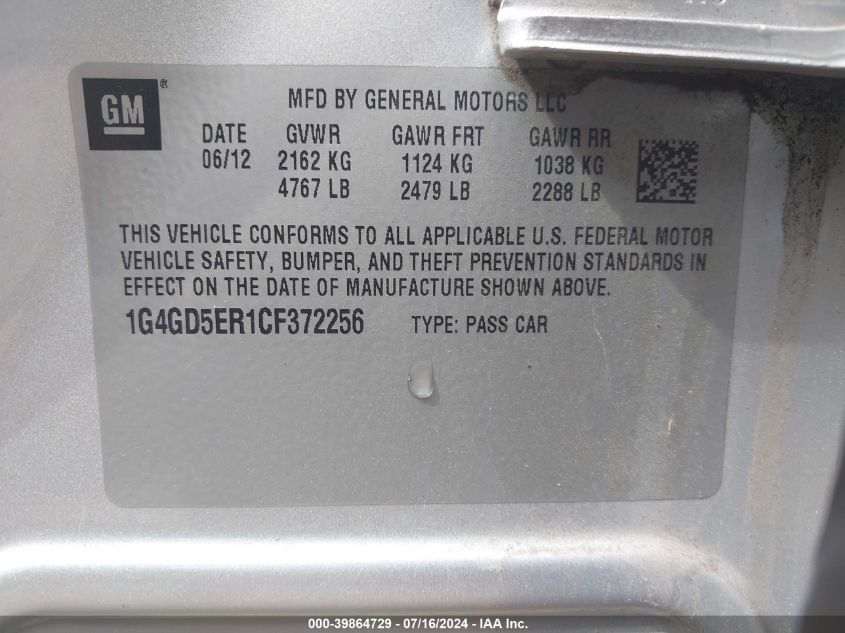 GM ®
MFD BY GENERAL MOTORS LLC
DATE GVWR GAWR FRT GAWR RR
06/12 2162 KG 1124 KG 1038 KG
4767 LB 2479 LB 2288 LB
THIS VEHICLE CONFORMS TO ALL APPLICABLE U.S. FEDERAL MOTOR
VEHICLE SAFETY, BUMPER, AND THEFT PREVENTION STANDARDS IN
EFFECT ON THE DATE OF MANUFACTURE SHOWN ABOVE.
1G4GD5ER1CF372256 TYPE: PASS CAR
000-39864729 - 07/16/2024 - IAA Inc.